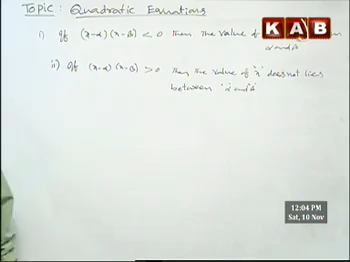 Topic: Quadratic Equations
KAB
i) If (x-α)(x-β) < 0 then the value of
α and β
ii) If (x-α)(x-β) > 0 then the value of 'x' does not lies
between 'α and β'
12:04 PM
Sat, 10 Nov